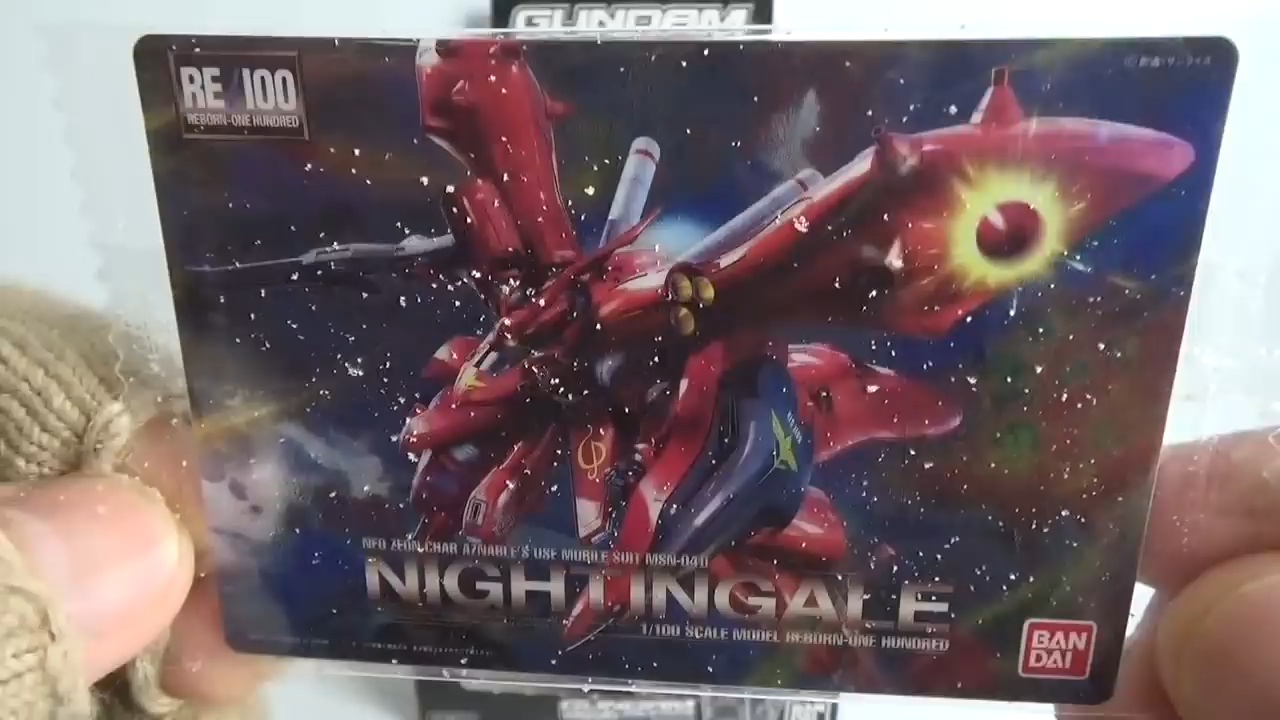 GUNDAM
RE/100
REBORN-ONE HUNDRED
NEO ZEON CHAR AZNABLE'S USE MOBILE SUIT MSN-04Ⅱ
NIGHTINGALE
1/100 SCALE MODEL REBORN-ONE HUNDRED
BAN
DAI
GUNDAM